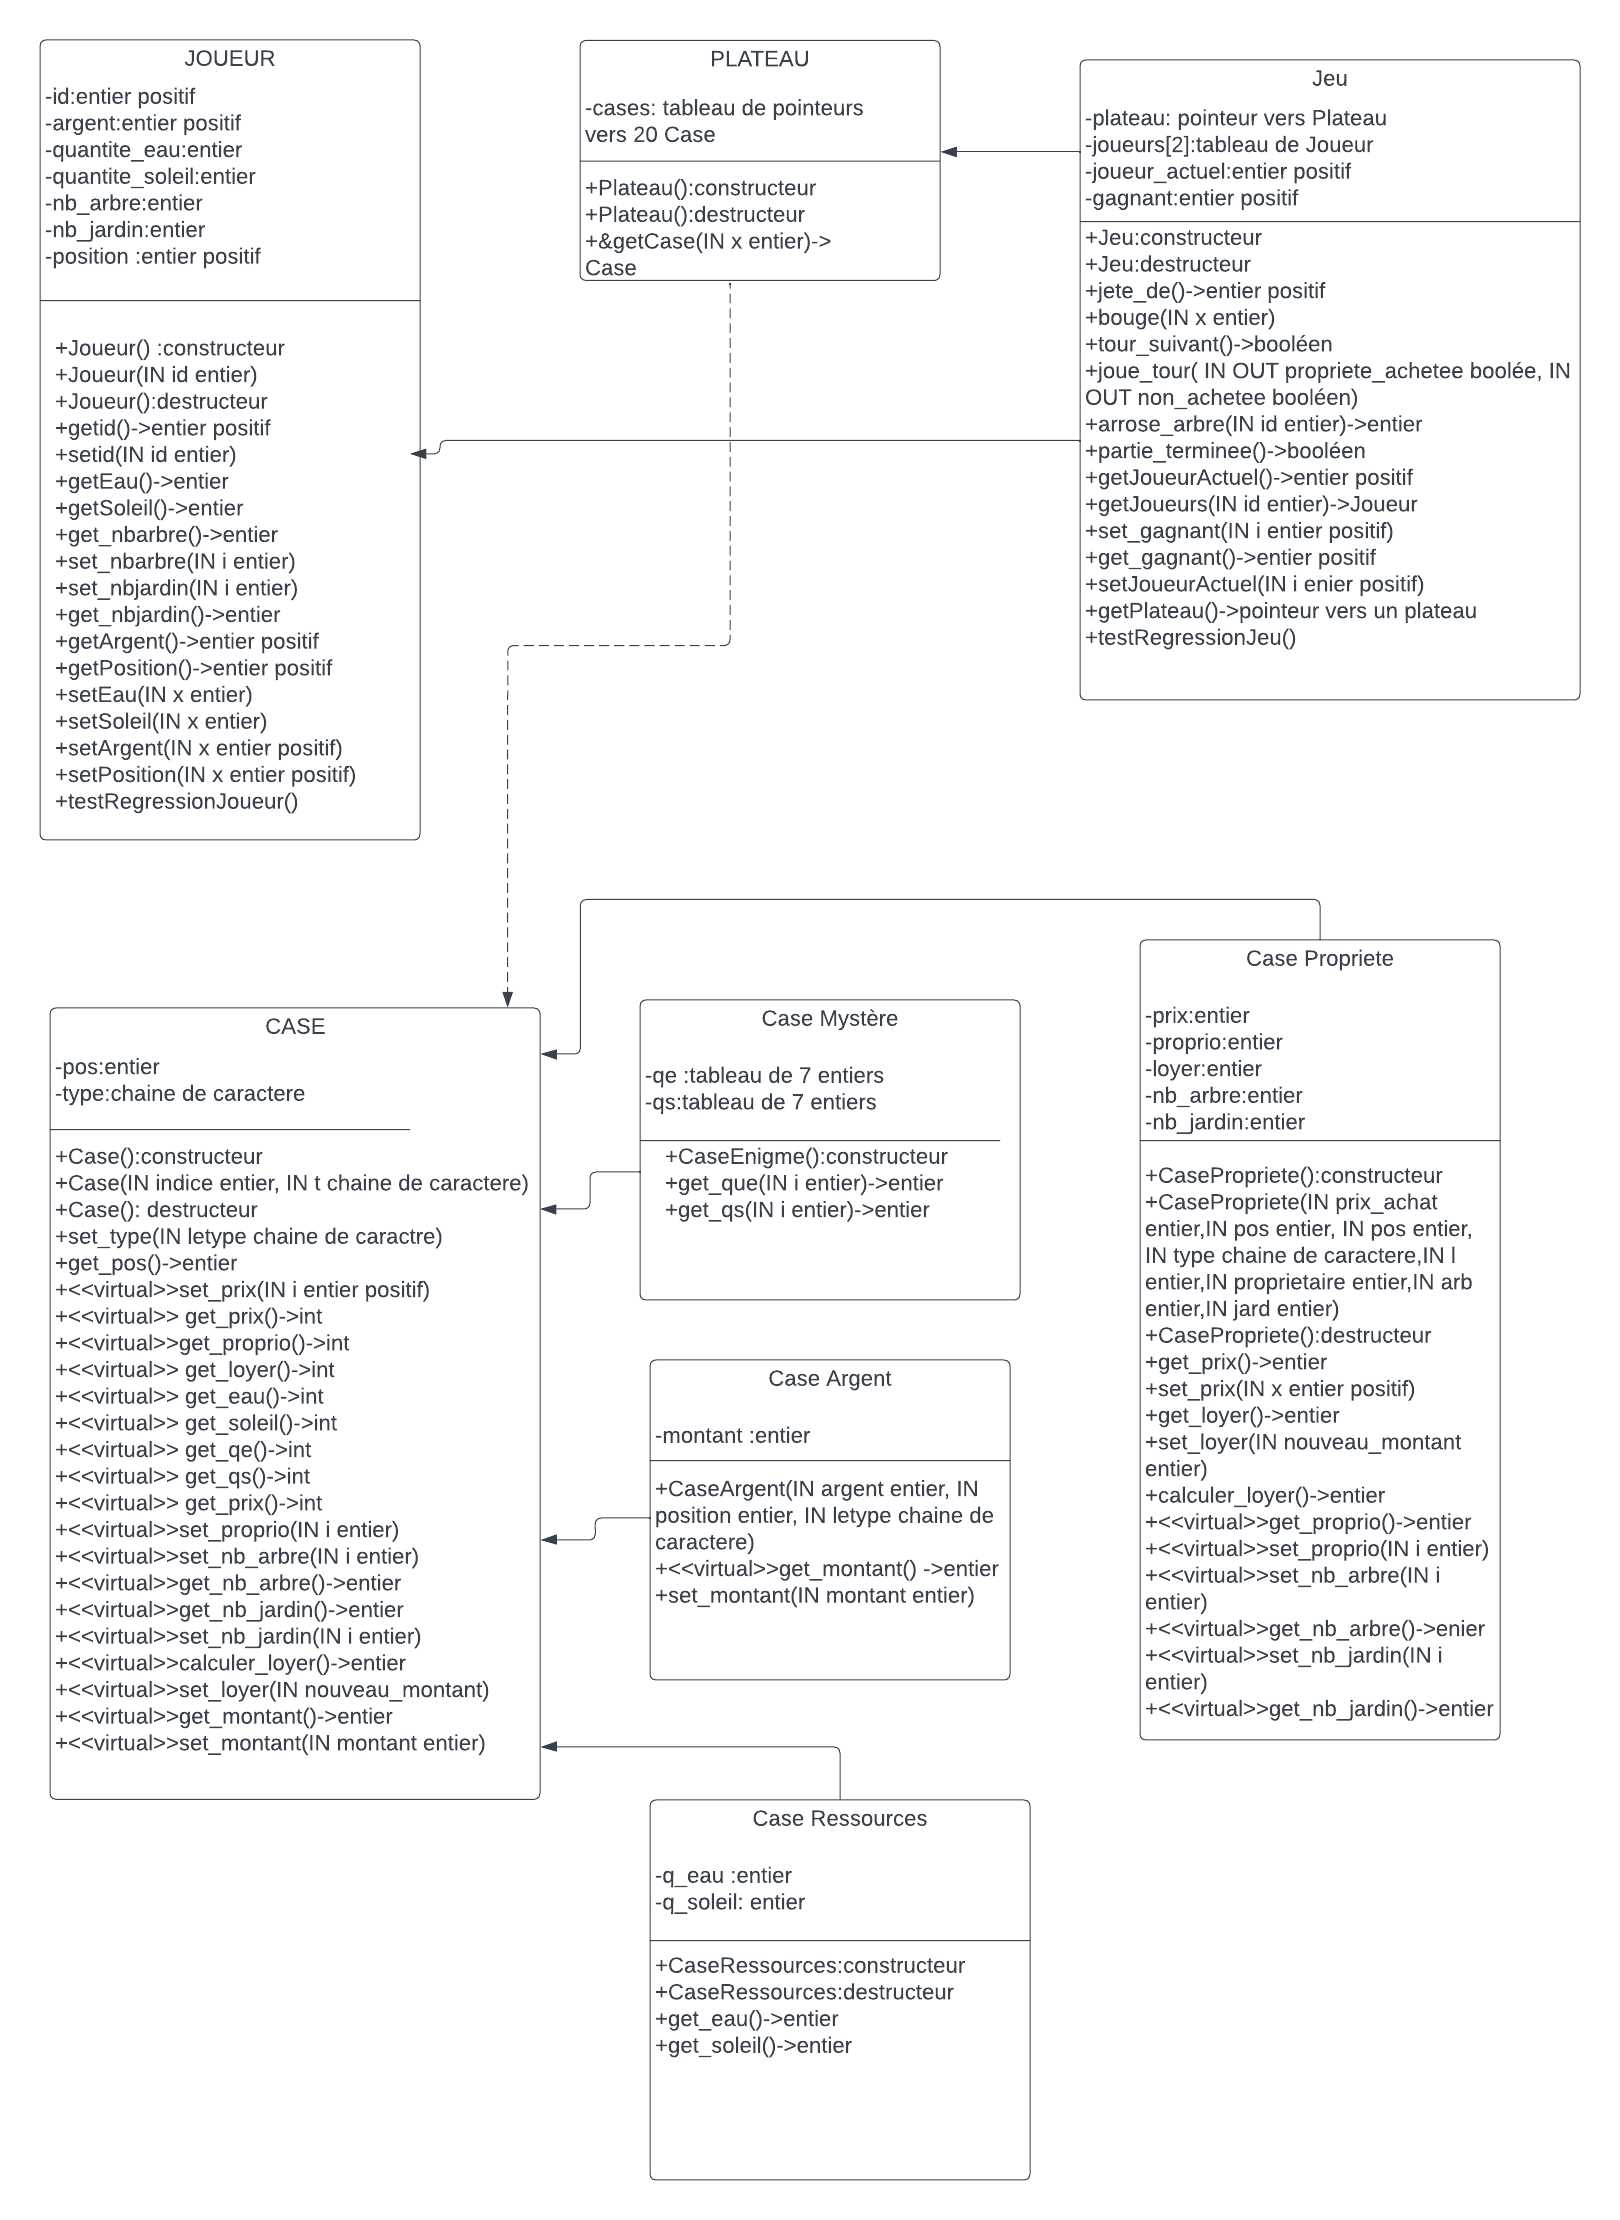 JOUEUR
-id:entier positif
-argent:entier positif
-quantite_eau:entier
-quantite_soleil:entier
-nb_arbre:entier
-nb_jardin:entier
-position :entier positif
+Joueur() :constructeur
+Joueur(IN id entier)
+Joueur():destructeur
+getid()->entier positif
+setid(IN id entier)
+getEau()->entier
+getSoleil()->entier
+get_nbarbre()->entier
+set_nbarbre(IN i entier)
+set_nbjardin(IN i entier)
+get_nbjardin()->entier
+getArgent()->entier positif
+getPosition()->entier positif
+setEau(IN x entier)
+setSoleil(IN x entier)
+setArgent(IN x entier positif)
+setPosition(IN x entier positif)
+testRegressionJoueur()
PLATEAU
-cases: tableau de pointeurs
vers 20 Case
+Plateau():constructeur
+Plateau():destructeur
+&getCase(IN x entier)->
Case
Jeu
-plateau: pointeur vers Plateau
-joueurs[2]:tableau de Joueur
-joueur_actuel:entier positif
-gagnant:entier positif
+Jeu:constructeur
+Jeu:destructeur
+jete_de()->entier positif
+bouge(IN x entier)
+tour_suivant()->booléen
+joue_tour( IN OUT propriete_achetee boolée, IN
OUT non_achetee booléen)
+arrose_arbre(IN id entier)->entier
+partie_terminee()->booléen
+getJoueurActuel()->entier positif
+getJoueurs(IN id entier)->Joueur
+set_gagnant(IN i entier positif)
+get_gagnant()->entier positif
+setJoueurActuel(IN i enier positif)
+getPlateau()->pointeur vers un plateau
+testRegressionJeu()
CASE
-pos:entier
-type:chaine de caractere
+Case():constructeur
+Case(IN indice entier, IN t chaine de caractere)
+Case(): destructeur
+set_type(IN letype chaine de caractre)
+get_pos()->entier
+<<virtual>>set_prix(IN i entier positif)
+<<virtual>> get_prix()->int
+<<virtual>>get_proprio()->int
+<<virtual>> get_loyer()->int
+<<virtual>> get_eau()->int
+<<virtual>> get_soleil()->int
+<<virtual>> get_qe()->int
+<<virtual>> get_qs()->int
+<<virtual>> get_prix()->int
+<<virtual>>set_proprio(IN i entier)
+<<virtual>>set_nb_arbre(IN i entier)
+<<virtual>>get_nb_arbre()->entier
+<<virtual>>get_nb_jardin()->entier
+<<virtual>>set_nb_jardin(IN i entier)
+<<virtual>>calculer_loyer()->entier
+<<virtual>>set_loyer(IN nouveau_montant)
+<<virtual>>get_montant()->entier
+<<virtual>>set_montant(IN montant entier)
Case Mystère
-qe :tableau de 7 entiers
-qs:tableau de 7 entiers
+CaseEnigme():constructeur
+get_que(IN i entier)->entier
+get_qs(IN i entier)->entier
Case Argent
-montant :entier
+CaseArgent(IN argent entier, IN
position entier, IN letype chaine de
caractere)
+<<virtual>>get_montant() ->entier
+set_montant(IN montant entier)
Case Ressources
-q_eau :entier
-q_soleil: entier
+CaseRessources:constructeur
+CaseRessources:destructeur
+get_eau()->entier
+get_soleil()->entier
Case Propriete
-prix:entier
-proprio:entier
-loyer:entier
-nb_arbre:entier
-nb_jardin:entier
+CasePropriete():constructeur
+CasePropriete(IN prix_achat
entier,IN pos entier, IN pos entier,
IN type chaine de caractere,IN l
entier,IN proprietaire entier,IN arb
entier,IN jard entier)
+CasePropriete():destructeur
+get_prix()->entier
+set_prix(IN x entier positif)
+get_loyer()->entier
+set_loyer(IN nouveau_montant
entier)
+calculer_loyer()->entier
+<<virtual>>get_proprio()->entier
+<<virtual>>set_proprio(IN i entier)
+<<virtual>>set_nb_arbre(IN i
entier)
+<<virtual>>get_nb_arbre()->enier
+<<virtual>>set_nb_jardin(IN i
entier)
+<<virtual>>get_nb_jardin()->entier